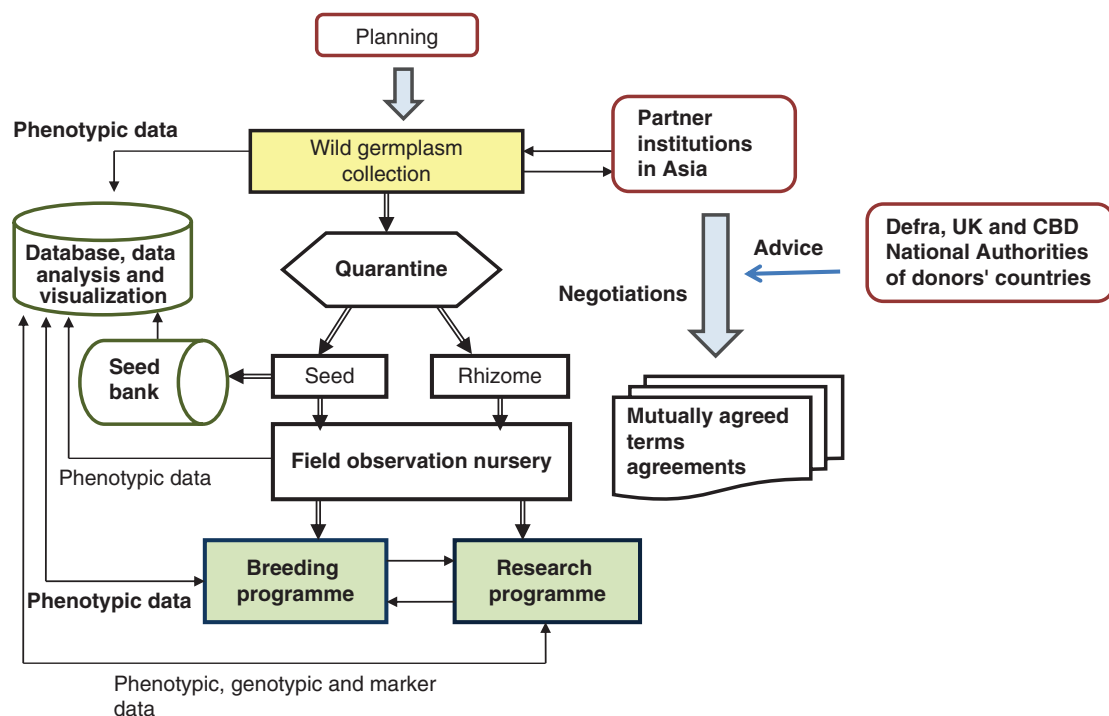 Planning
Phenotypic data
Wild germplasm
collection
Partner
institutions
in Asia
Defra, UK and CBD
National Authorities
of donors' countries
Advice
Negotiations
Database, data
analysis and
visualization
Quarantine
Seed
bank
Seed
Rhizome
Mutually agreed
terms
agreements
Field observation nursery
Phenotypic data
Breeding
programme
Research
programme
Phenotypic data
Phenotypic, genotypic and marker
data